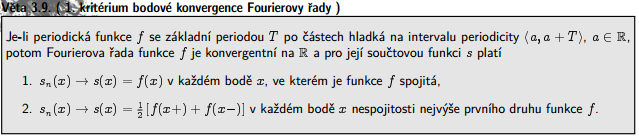 Věta 3.9. ( 1. kritérium bodové konvergence Fourierovy řady )
Je-li periodická funkce f se základní periodou T po částech hladká na intervalu periodicity ⟨a, a + T⟩, a ∈ ℝ,
potom Fourierova řada funkce f je konvergentní na ℝ a pro její součtovou funkci s platí
1. sₙ(x) → s(x) = f(x) v každém bodě x, ve kterém je funkce f spojitá,
2. sₙ(x) → s(x) = ½ [f(x+) + f(x−)] v každém bodě x nespojitosti nejvýše prvního druhu funkce f.